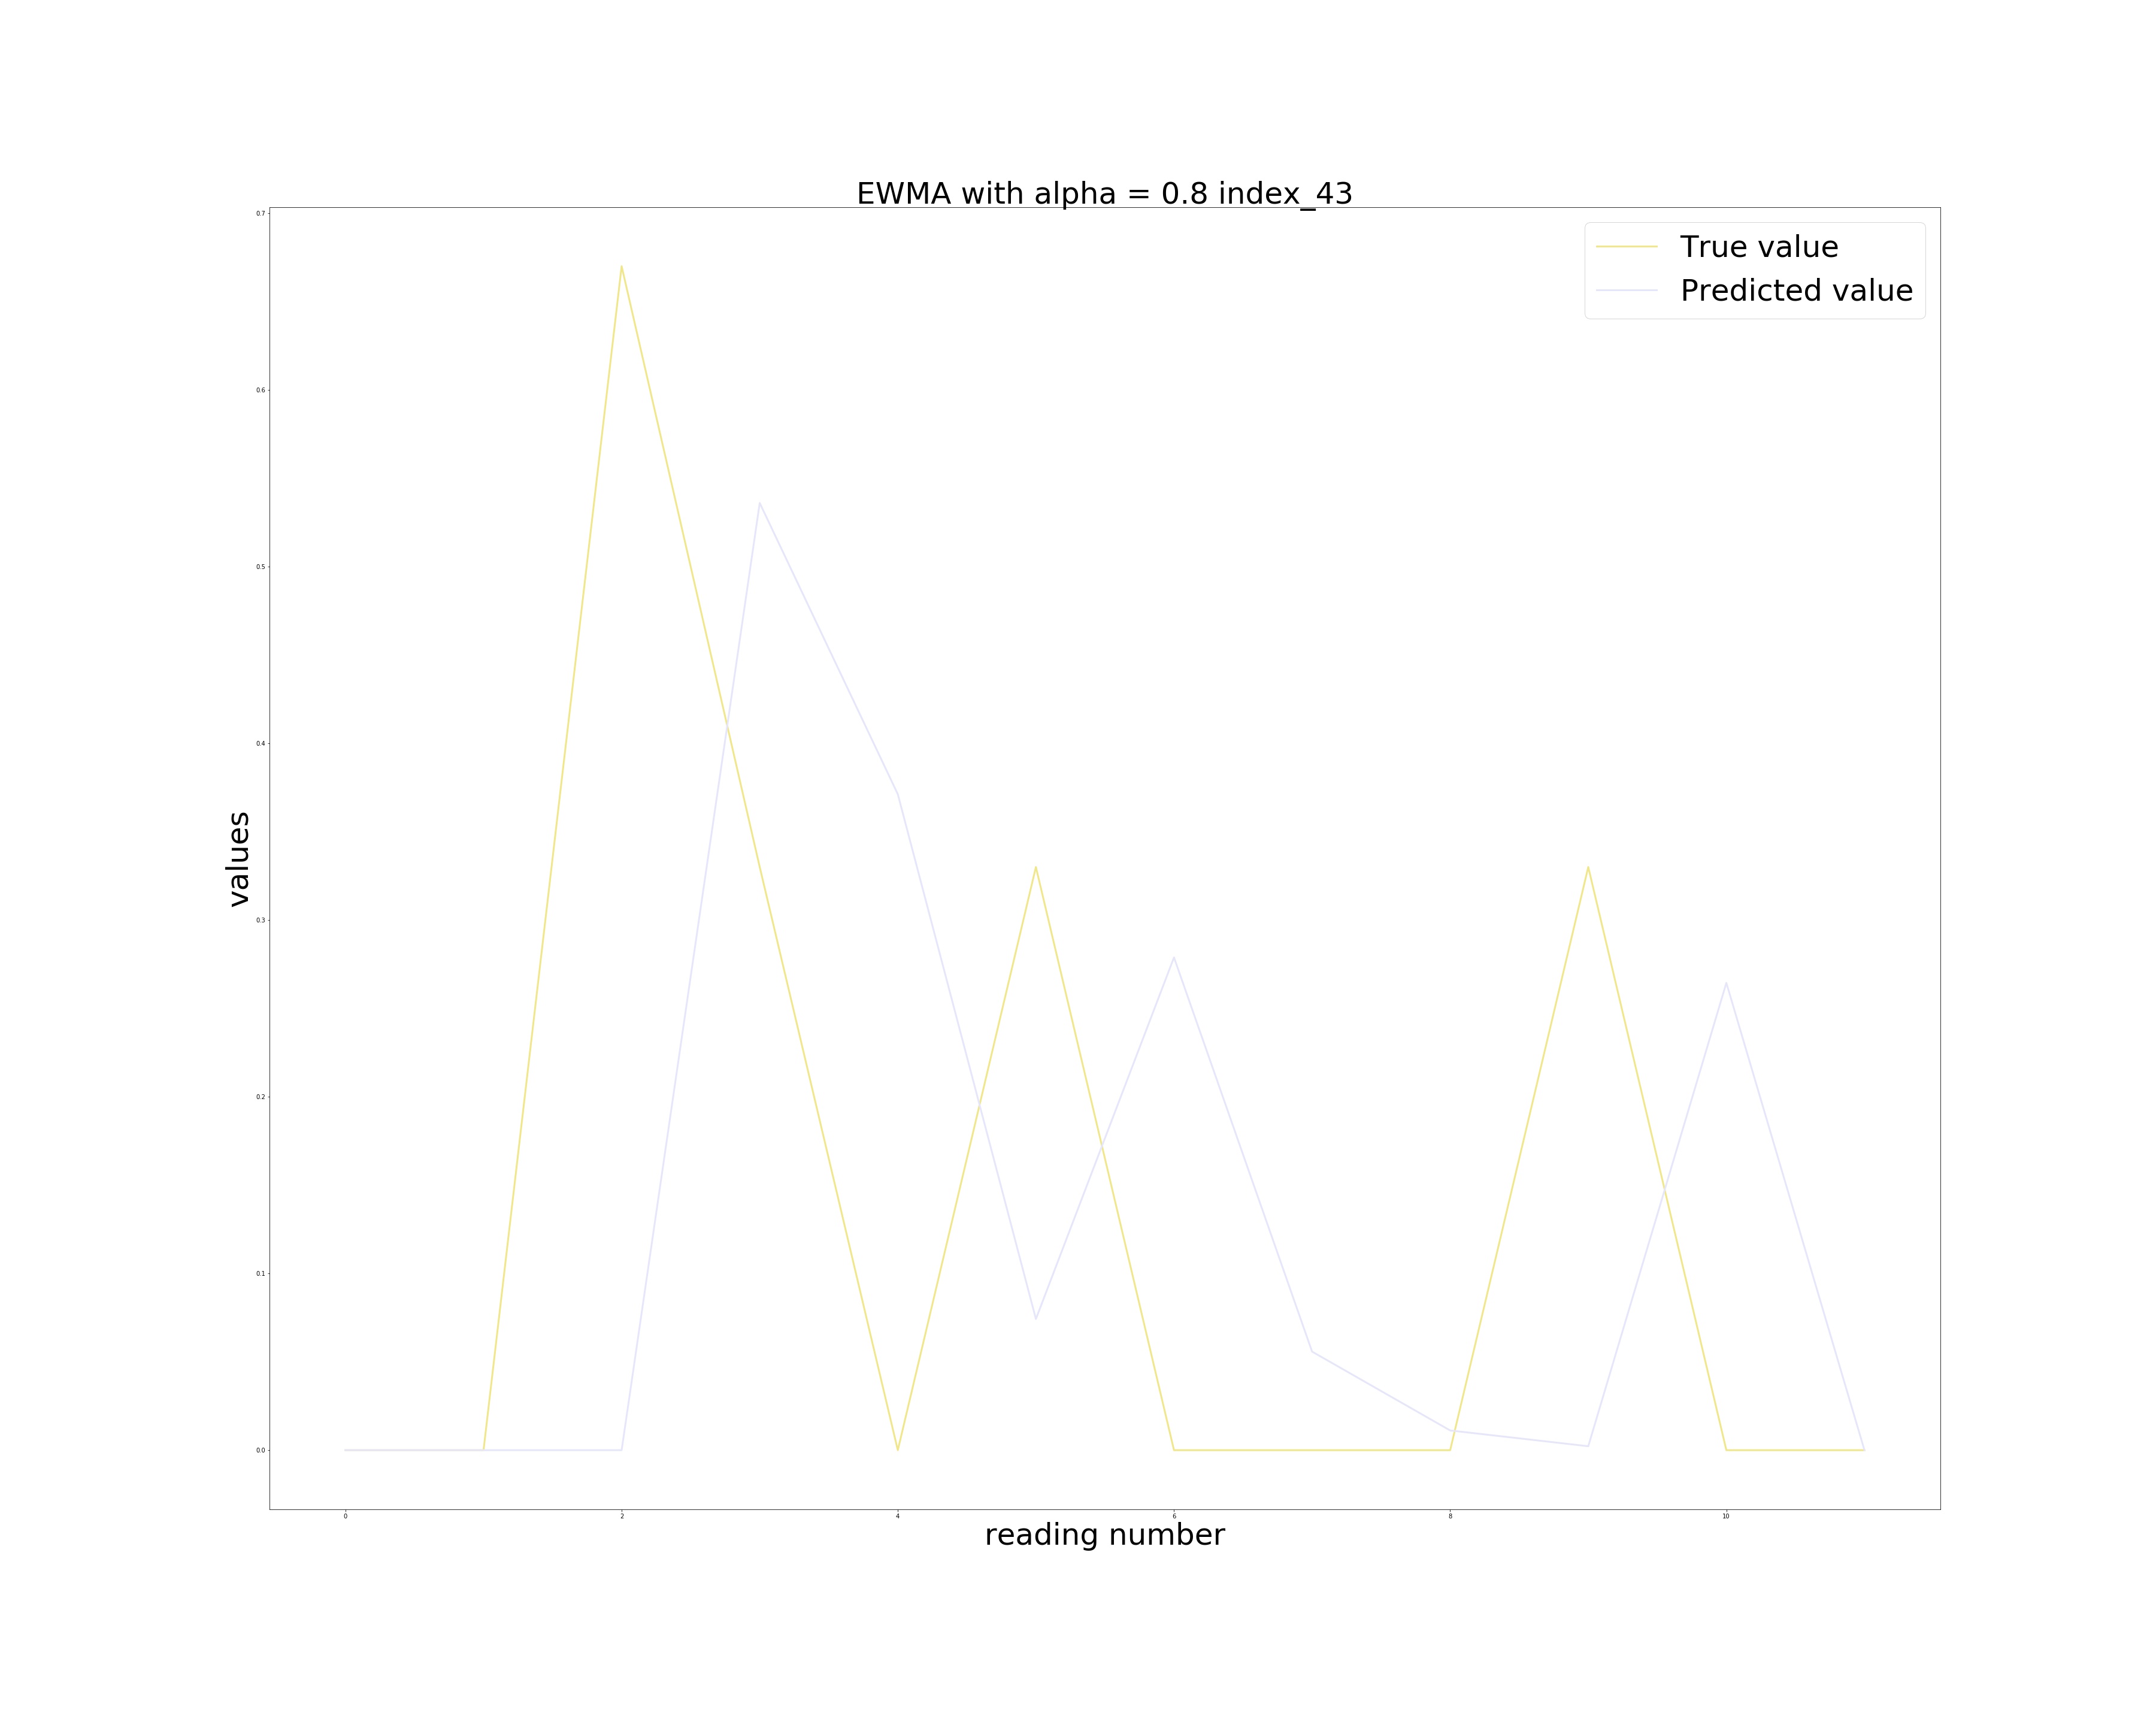 EWMA with alpha = 0.8 index_43
True value
Predicted value
values
0.7
0.6
0.5
0.4
0.3
0.2
0.1
0.0
0 2 4 6 8 10
reading number